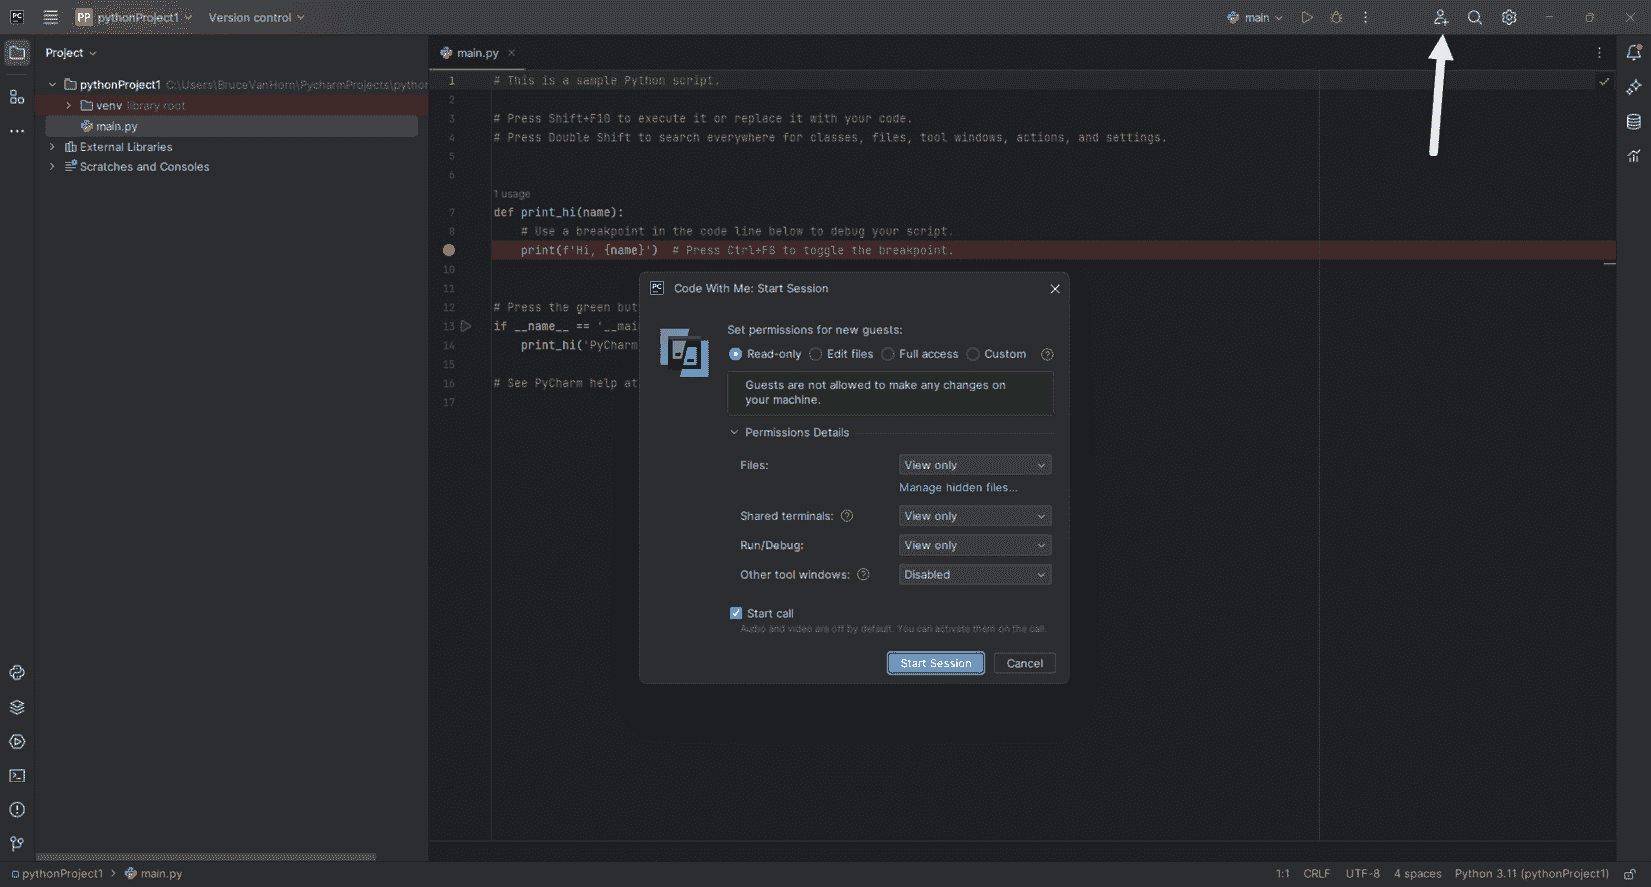 PC
PP pythonProject1
Version control
main
Project
main.py
pythonProject1 C:\Users\BruceVanHorn\PycharmProjects\python
venv library root
main.py
External Libraries
Scratches and Consoles
1 # This is a sample Python script.
2
3 # Press Shift+F10 to execute it or replace it with your code.
4 # Press Double Shift to search everywhere for classes, files, tool windows, actions, and settings.
5
6
1 usage
7 def print_hi(name):
8 # Use a breakpoint in the code line below to debug your script.
print(f'Hi, {name}') # Press Ctrl+F8 to toggle the breakpoint.
10
11
12 # Press the green but
13 if __name__ == '__mai
14 print_hi('PyCharm
15
16 # See PyCharm help at
17
PC
Code With Me: Start Session
Set permissions for new guests:
Read-only
Edit files
Full access
Custom
Guests are not allowed to make any changes on
your machine.
Permissions Details
Files: View only
Manage hidden files...
Shared terminals: View only
Run/Debug: View only
Other tool windows: Disabled
Start call
Audio and video are off by default. You can activate them on the call.
Start Session
Cancel
pythonProject1 > main.py
1:1 CRLF UTF-8 4 spaces Python 3.11 (pythonProject1)